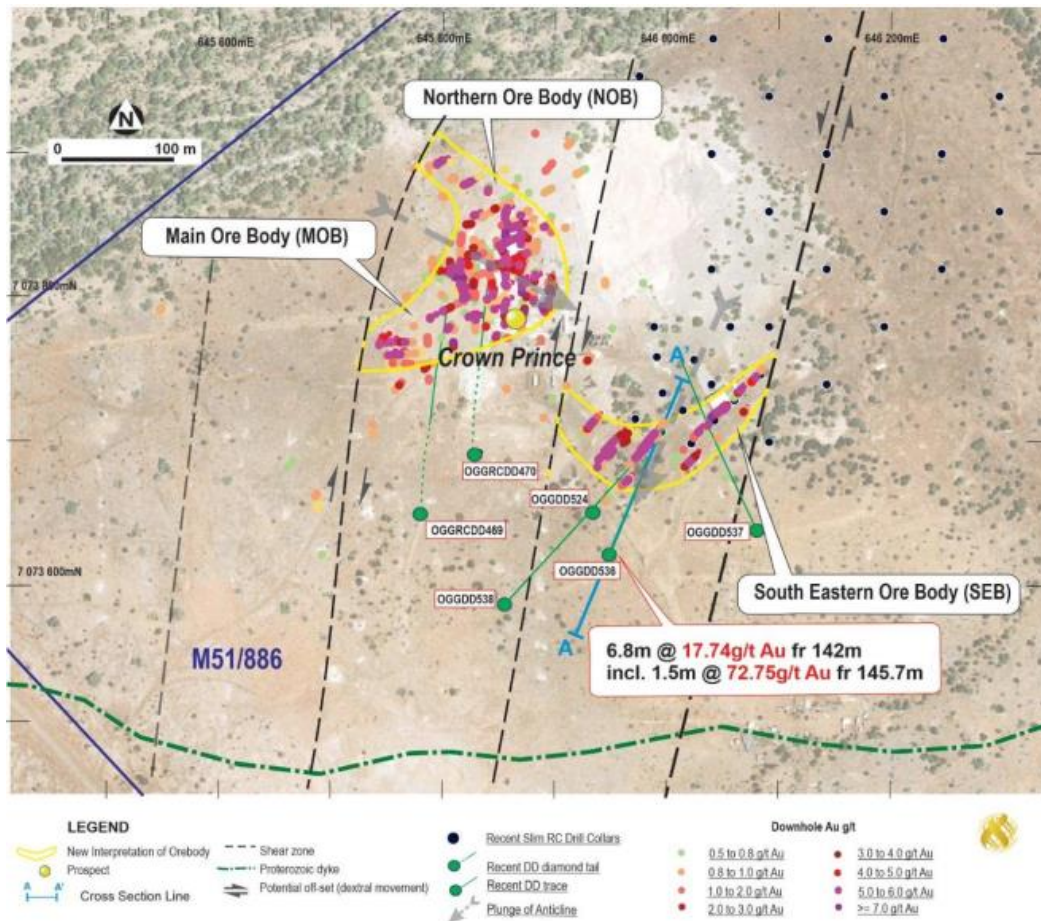 645 600mE
645 800mE
646 000mE
646 200mE
Northern Ore Body (NOB)
N
0 100 m
Main Ore Body (MOB)
7 073 800mN
Crown Prince
A'
OGGRCDD470
OGGDD524
OGGRCDD469
OGGDD537
OGGDD536
7 073 600mN
OGGDD538
South Eastern Ore Body (SEB)
A
6.8m @ 17.74g/t Au fr 142m
incl. 1.5m @ 72.75g/t Au fr 145.7m
M51/886
LEGEND
New Interpretation of Orebody
Prospect
A A'
Cross Section Line
Shear zone
Proterozoic dyke
Potential off-set (dextral movement)
Recent Slim RC Drill Collars
Recent DD diamond tail
Recent DD trace
Plunge of Anticline
Downhole Au g/t
0.5 to 0.8 g/t Au
0.8 to 1.0 g/t Au
1.0 to 2.0 g/t Au
2.0 to 3.0 g/t Au
3.0 to 4.0 g/t Au
4.0 to 5.0 g/t Au
5.0 to 6.0 g/t Au
>= 7.0 g/t Au